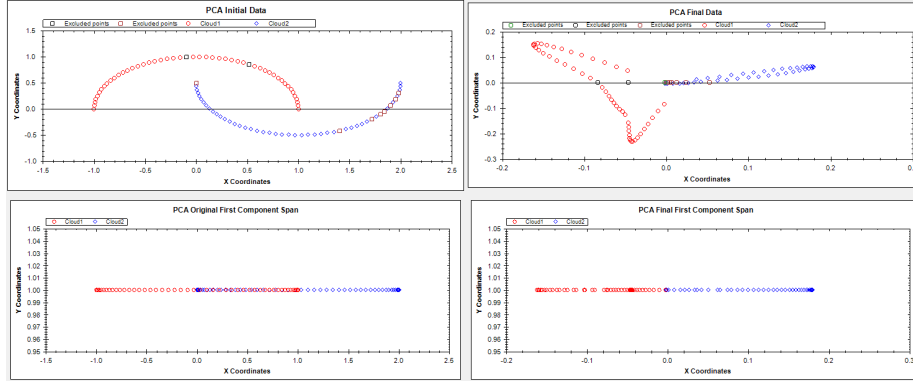 PCA Initial Data
Excluded points Excluded points Cloud1 Cloud2
1.5
1.0
0.5
0.0
-0.5
-1.0
Y Coordinates
-1.5 -1.0 -0.5 0.0 0.5 1.0 1.5 2.0 2.5
X Coordinates
PCA Final Data
Excluded points Excluded points Excluded points Cloud1 Cloud2
0.2
0.1
0.0
-0.1
-0.2
-0.3
Y Coordinates
-0.2 -0.1 0.0 0.1 0.2 0.3
X Coordinates
PCA Original First Component Span
Cloud1 Cloud2
1.05
1.04
1.03
1.02
1.01
1.00
0.99
0.98
0.97
0.96
0.95
Y Coordinates
-1.5 -1.0 -0.5 0.0 0.5 1.0 1.5 2.0 2.5
X Coordinates
PCA Final First Component Span
Cloud1 Cloud2
1.05
1.04
1.03
1.02
1.01
1.00
0.99
0.98
0.97
0.96
0.95
Y Coordinates
-0.2 -0.1 0.0 0.1 0.2 0.3
X Coordinates